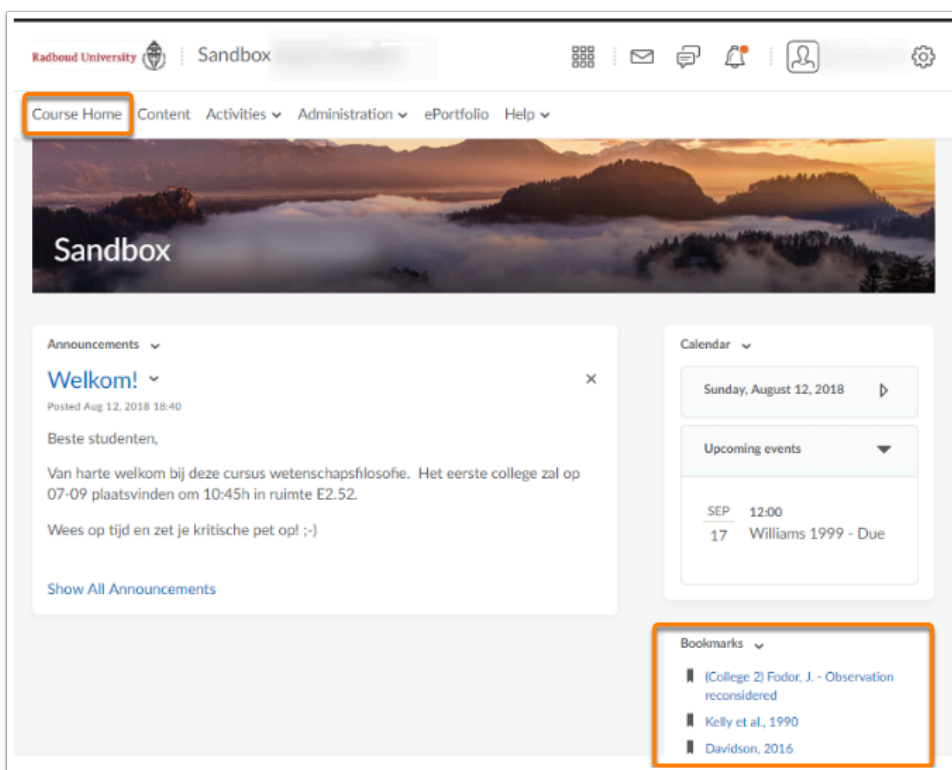 Radboud University
Sandbox
Course Home Content Activities Administration ePortfolio Help
Sandbox
Announcements
Welkom!
Posted Aug 12, 2018 18:40
Beste studenten,
Van harte welkom bij deze cursus wetenschapsfilosofie. Het eerste college zal op
07-09 plaatsvinden om 10:45h in ruimte E2.52.
Wees op tijd en zet je kritische pet op! ;-)
Show All Announcements
Calendar
Sunday, August 12, 2018
Upcoming events
SEP 12:00
17 Williams 1999 - Due
Bookmarks
(College 2) Fodor, J. - Observation
reconsidered
Kelly et al., 1990
Davidson, 2016